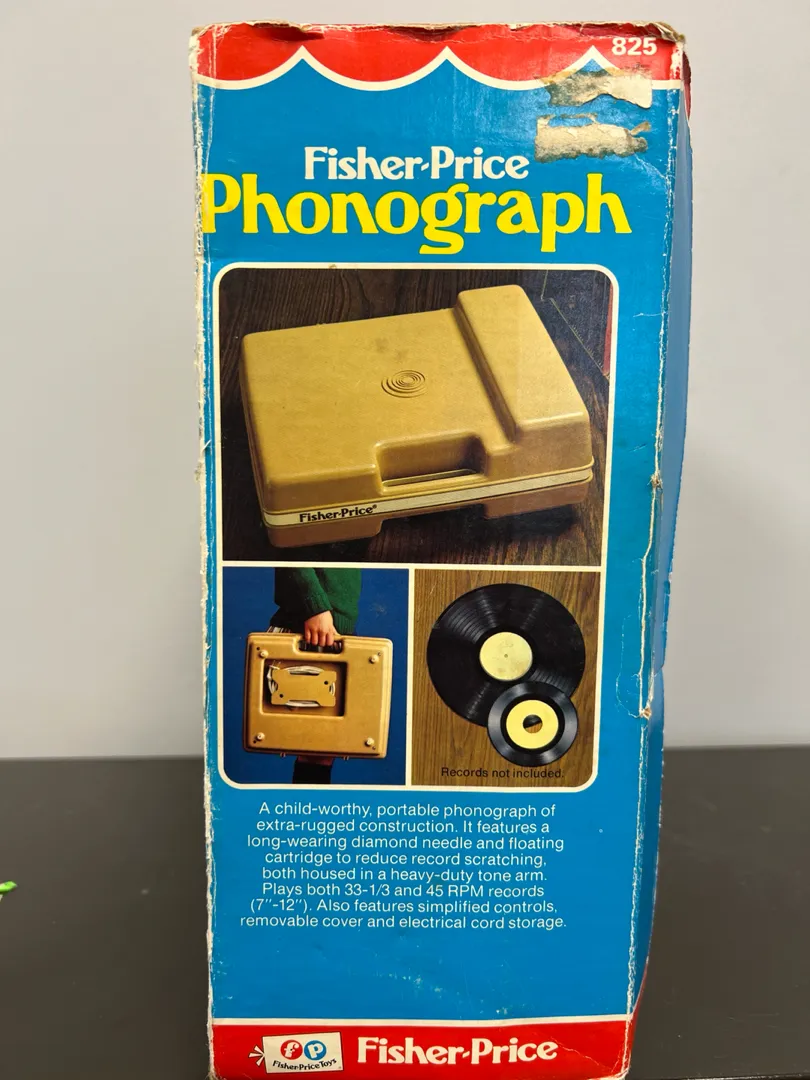 825
Fisher-Price
Phonograph
Fisher-Price®
Records not included.
A child-worthy, portable phonograph of
extra-rugged construction. It features a
long-wearing diamond needle and floating
cartridge to reduce record scratching,
both housed in a heavy-duty tone arm.
Plays both 33-1/3 and 45 RPM records
(7"-12"). Also features simplified controls,
removable cover and electrical cord storage.
fp
Fisher-Price Toys
Fisher-Price